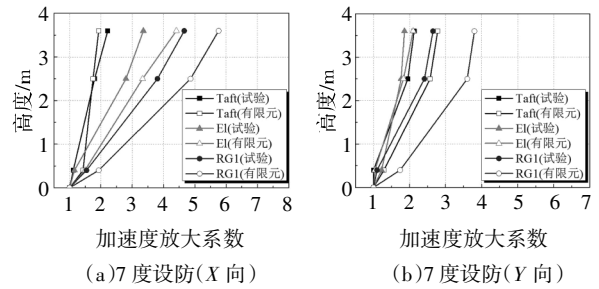 4
3
2
1
0
高度/m
Taft(试验)
Taft(有限元)
El(试验)
El(有限元)
RG1(试验)
RG1(有限元)
1 2 3 4 5 6 7 8
加速度放大系数
(a)7 度设防(X 向)
4
3
2
1
0
高度/m
Taft(试验)
Taft(有限元)
El(试验)
El(有限元)
RG1(试验)
RG1(有限元)
1 2 3 4 5 6 7
加速度放大系数
(b)7 度设防(Y 向)